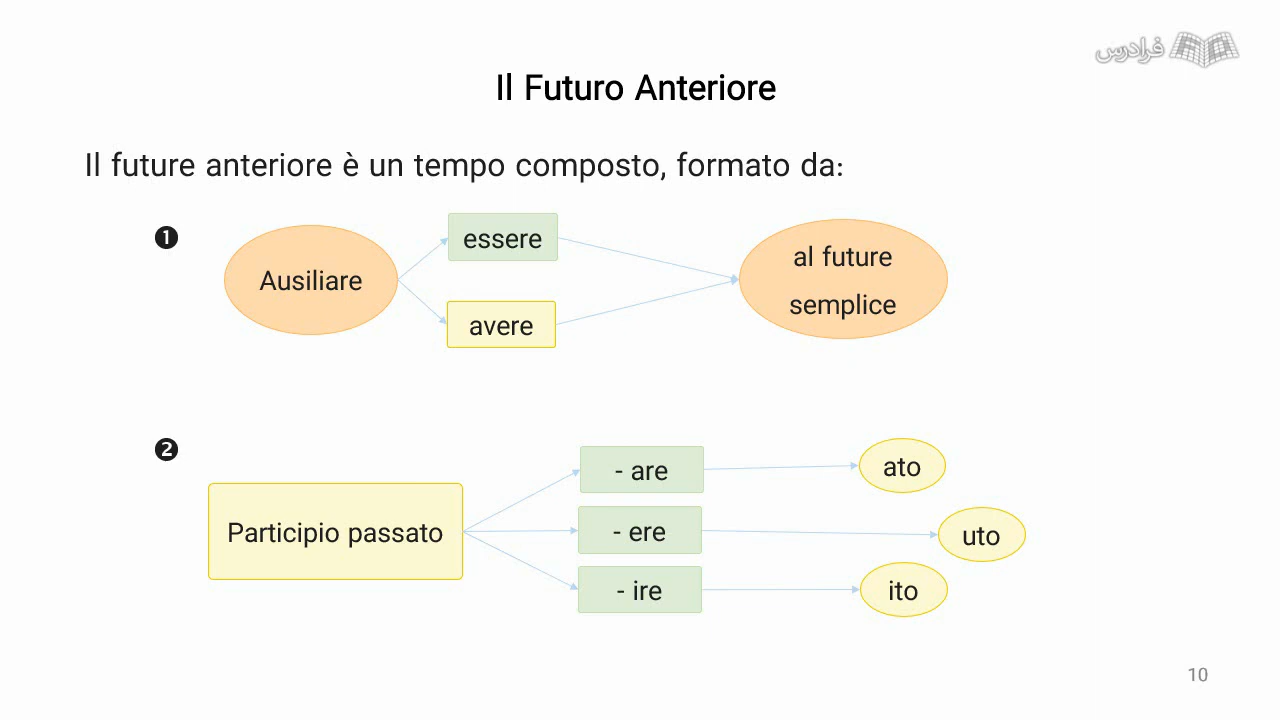 فرادرس
Il Futuro Anteriore
Il future anteriore è un tempo composto, formato da:
❶
Ausiliare
essere
avere
al future
semplice
❷
Participio passato
- are
- ere
- ire
ato
uto
ito
10